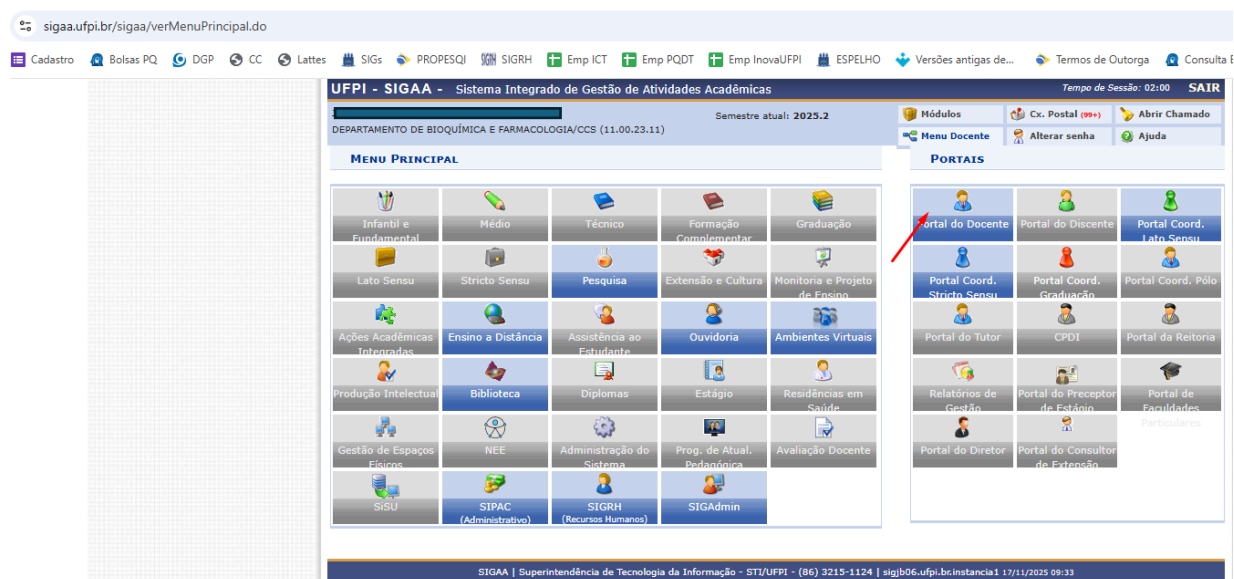 sigaa.ufpi.br/sigaa/verMenuPrincipal.do
Cadastro Bolsas PQ DGP CC Lattes SIGs PROPESQI SIGRH Emp ICT Emp PQDT Emp InovaUFPI ESPELHO Versões antigas de... Termos de Outorga Consulta E
UFPI - SIGAA - Sistema Integrado de Gestão de Atividades Acadêmicas Tempo de Sessão: 02:00 SAIR
Semestre atual: 2025.2 Módulos Cx. Postal (99+) Abrir Chamado
DEPARTAMENTO DE BIOQUÍMICA E FARMACOLOGIA/CCS (11.00.23.11)
Menu Docente Alterar senha Ajuda
MENU PRINCIPAL
Infantil e Fundamental
Médio
Técnico
Formação Complementar
Graduação
Lato Sensu
Stricto Sensu
Pesquisa
Extensão e Cultura
Monitoria e Projeto de Ensino
Ações Acadêmicas Integradas
Ensino a Distância
Assistência ao Estudante
Ouvidoria
Ambientes Virtuais
Produção Intelectual
Biblioteca
Diplomas
Estágio
Residências em Saúde
Gestão de Espaços Físicos
NEE
Administração do Sistema
Prog. de Atual. Pedagógica
Avaliação Docente
SiSU
SIPAC
(Administrativo)
SIGRH
(Recursos Humanos)
SIGAdmin
PORTAIS
Portal do Docente
Portal do Discente
Portal Coord. Lato Sensu
Portal Coord. Stricto Sensu
Portal Coord. Graduação
Portal Coord. Pólo
Portal do Tutor
CPDI
Portal da Reitoria
Relatórios de Gestão
Portal do Preceptor de Estágio
Portal de Faculdades Particulares
Portal do Diretor
Portal do Consultor de Extensão
SIGAA | Superintendência de Tecnologia da Informação - STI/UFPI - (86) 3215-1124 | sigjb06.ufpi.br.instancia1 17/11/2025 09:33